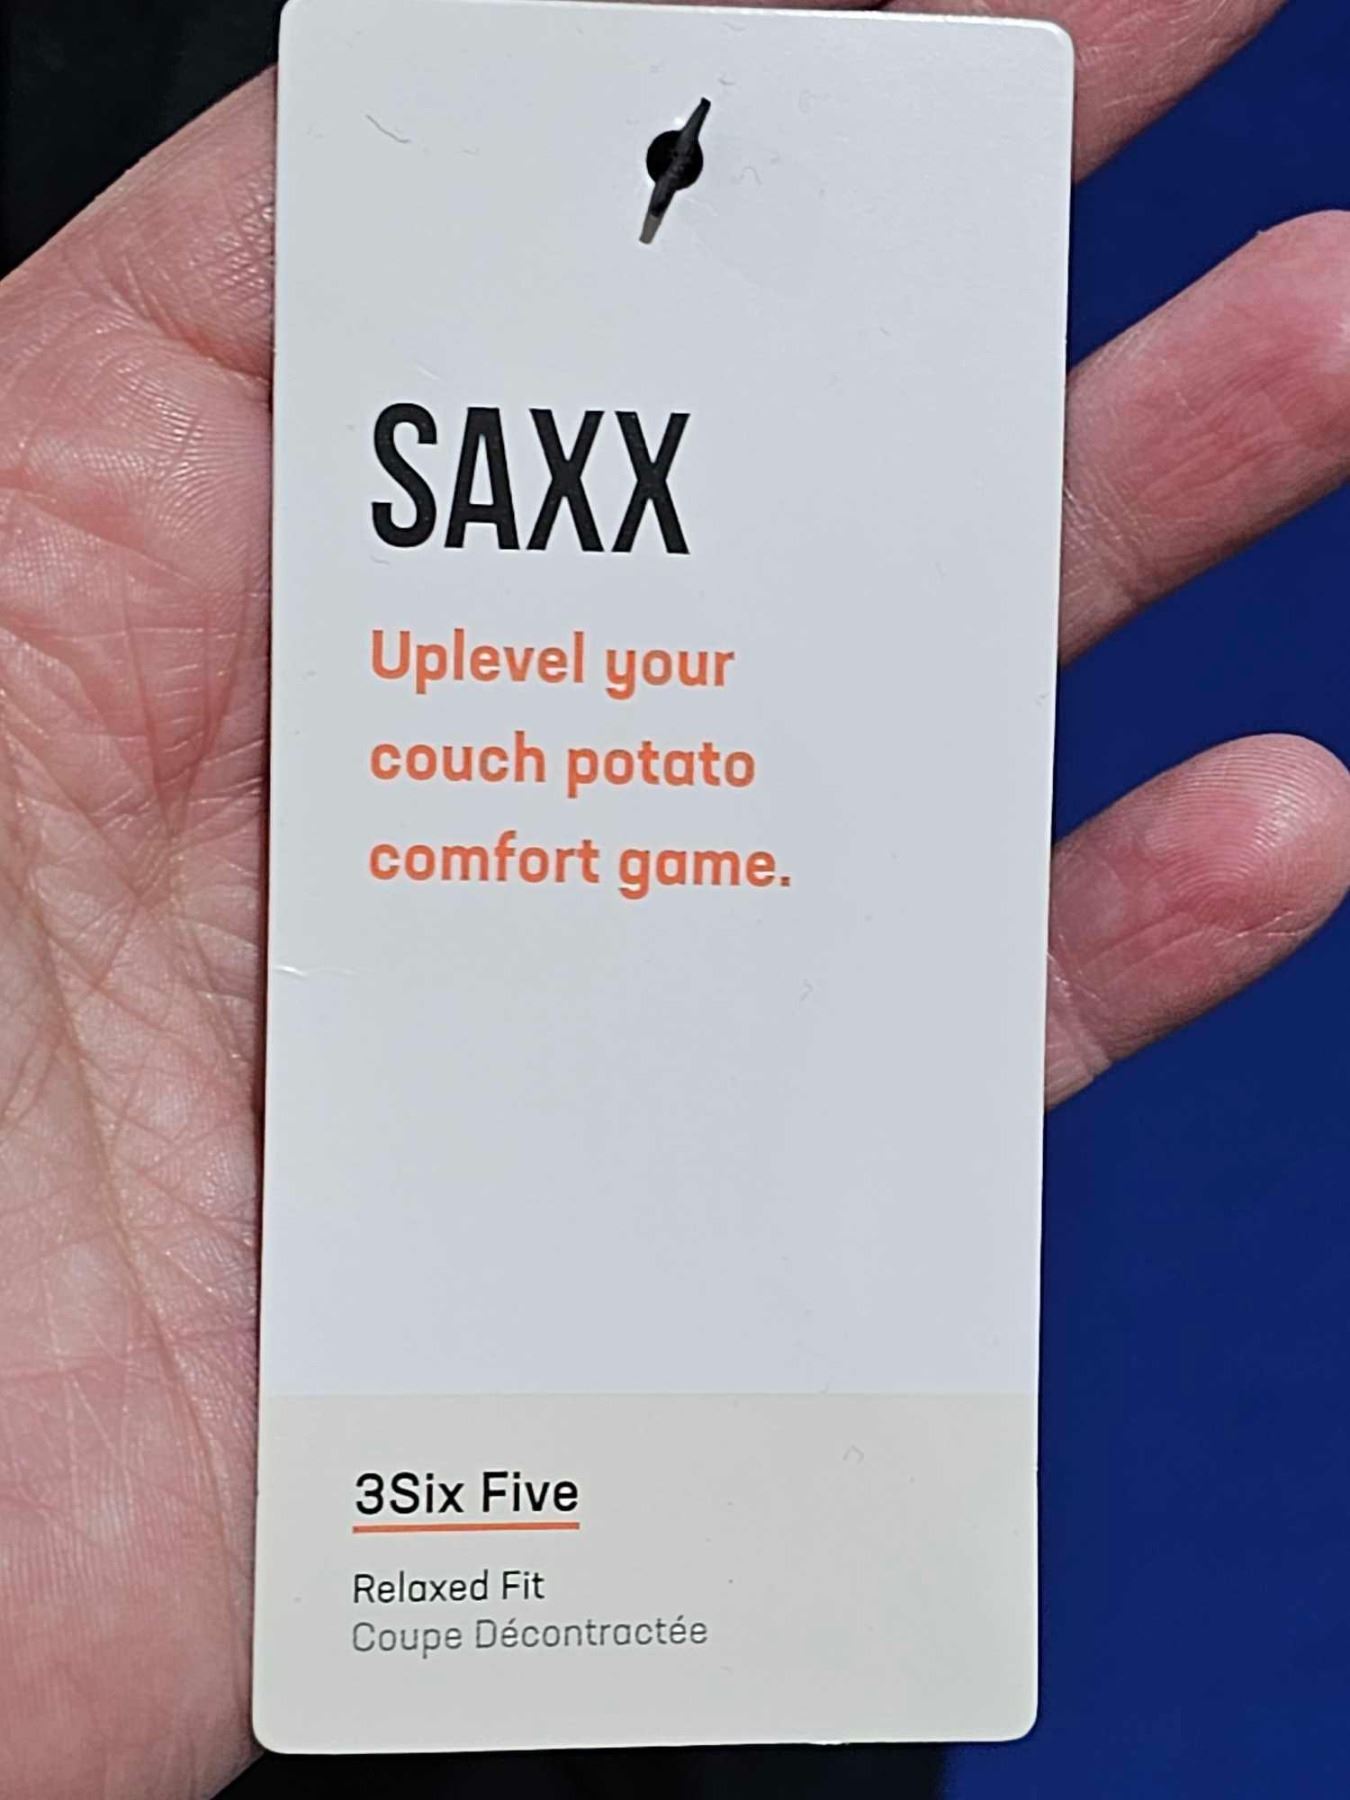 SAXX
Uplevel your
couch potato
comfort game.
3Six Five
Relaxed Fit
Coupe Décontractée